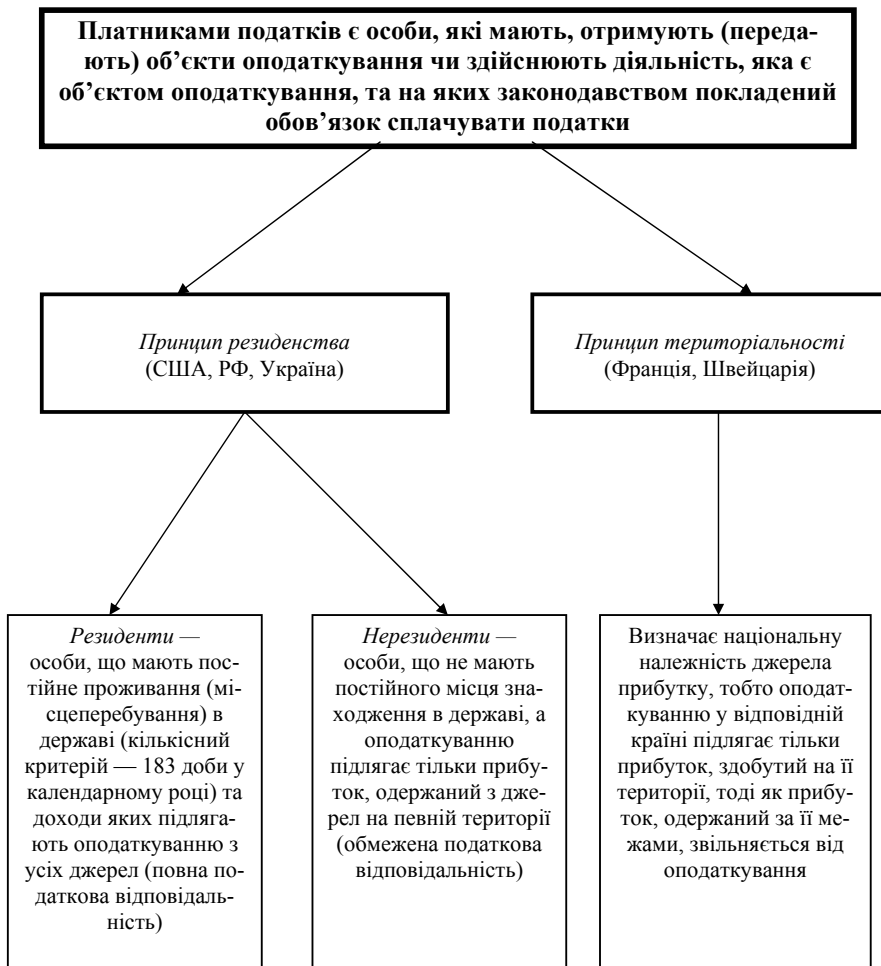 Платниками податків є особи, які мають, отримують (переда-
ють) об’єкти оподаткування чи здійснюють діяльність, яка є
об’єктом оподаткування, та на яких законодавством покладений
обов’язок сплачувати податки
Принцип резиденства
(США, РФ, Україна)
Принцип територіальності
(Франція, Швейцарія)
Резиденти —
особи, що мають пос-
тійне проживання (мі-
сцеперебування) в
державі (кількісний
критерій — 183 доби у
календарному році) та
доходи яких підляга-
ють оподаткуванню з
усіх джерел (повна по-
даткова відповідаль-
ність)
Нерезиденти —
особи, що не мають
постійного місця зна-
ходження в державі, а
оподаткуванню
підлягає тільки прибу-
ток, одержаний з дже-
рел на певній території
(обмежена податкова
відповідальність)
Визначає національну
належність джерела
прибутку, тобто оподат-
куванню у відповідній
країні підлягає тільки
прибуток, здобутий на її
території, тоді як прибу-
ток, одержаний за її ме-
жами, звільняється від
оподаткування